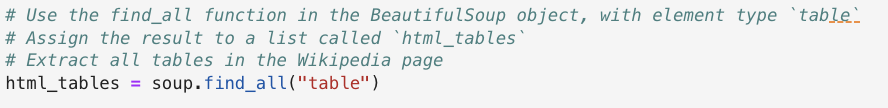 # Use the find_all function in the BeautifulSoup object, with element type `table`
# Assign the result to a list called `html_tables`
# Extract all tables in the Wikipedia page
html_tables = soup.find_all("table")